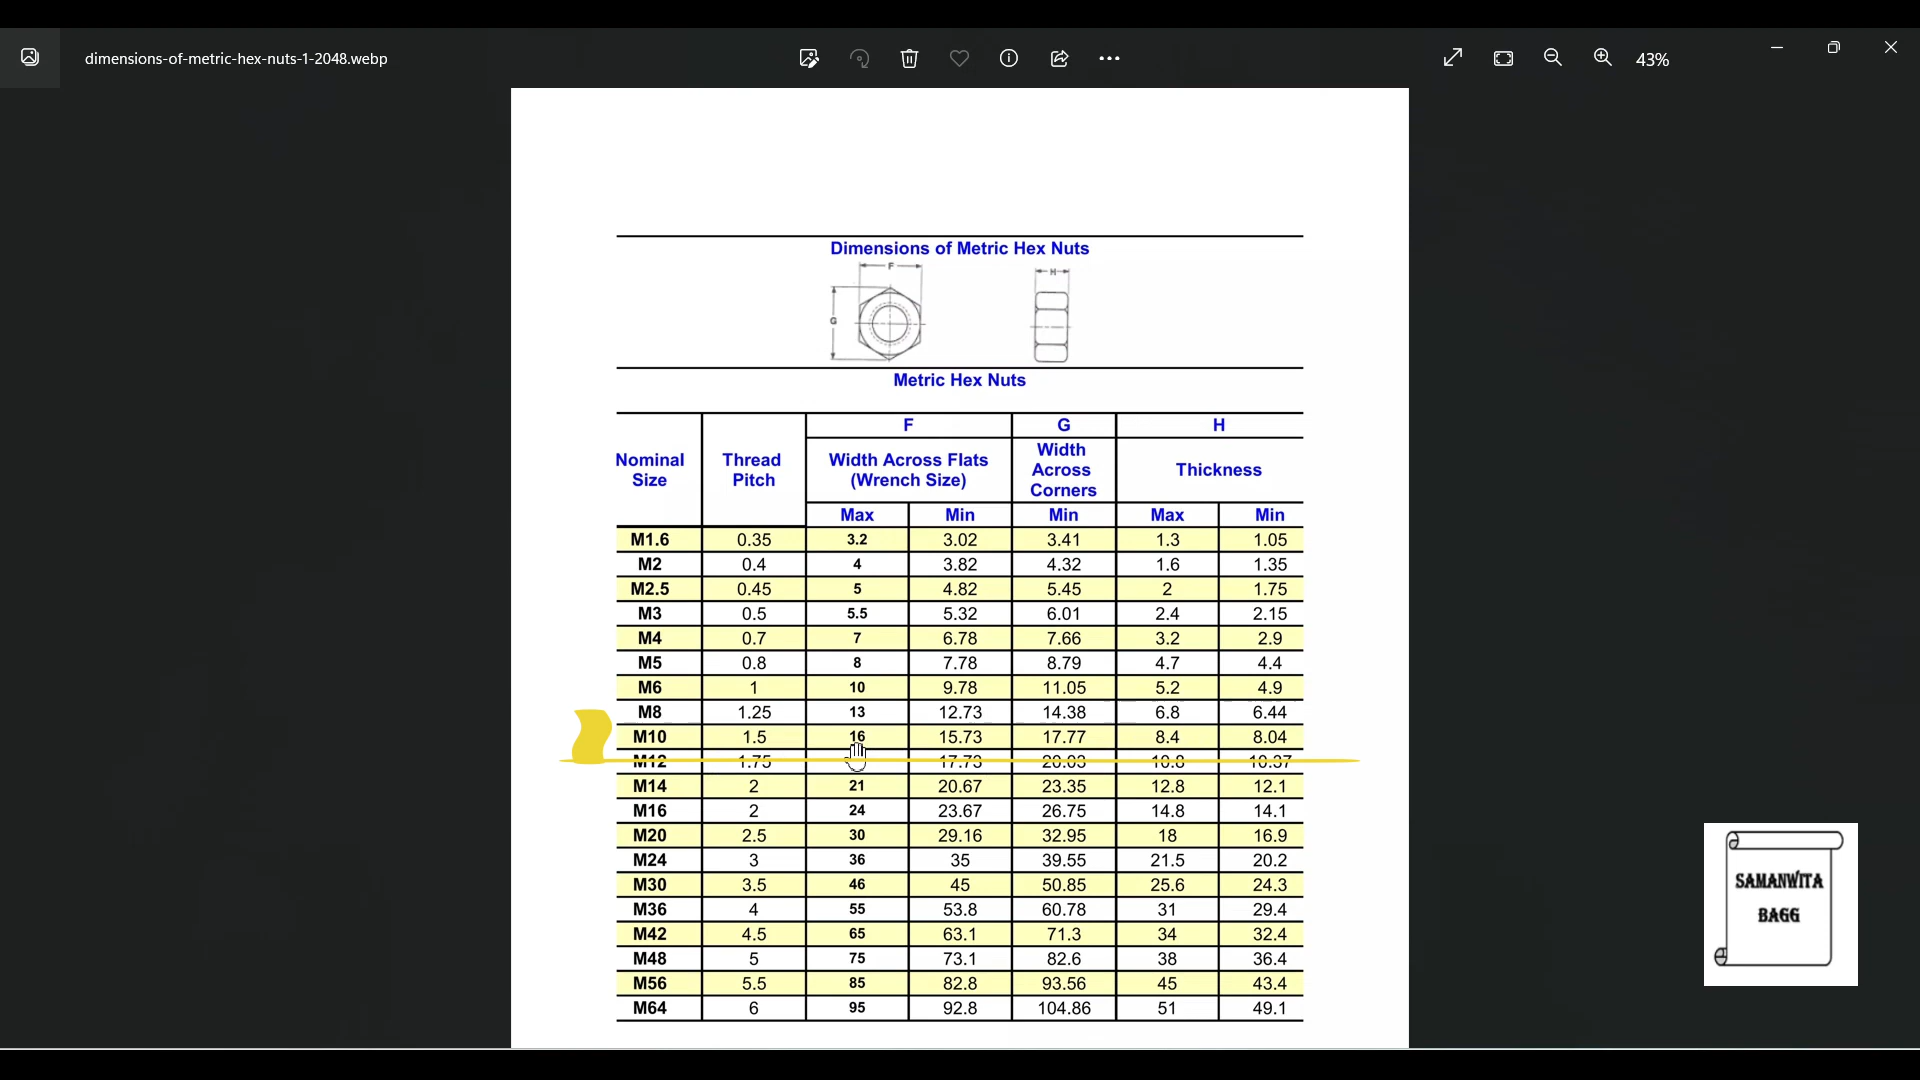 dimensions-of-metric-hex-nuts-1-2048.webp
43%
Dimensions of Metric Hex Nuts
F
H
G
Metric Hex Nuts
F G H
Nominal Size Thread Pitch Width Across Flats (Wrench Size) Width Across Corners Thickness
Max Min Min Max Min
M1.6 0.35 3.2 3.02 3.41 1.3 1.05
M2 0.4 4 3.82 4.32 1.6 1.35
M2.5 0.45 5 4.82 5.45 2 1.75
M3 0.5 5.5 5.32 6.01 2.4 2.15
M4 0.7 7 6.78 7.66 3.2 2.9
M5 0.8 8 7.78 8.79 4.7 4.4
M6 1 10 9.78 11.05 5.2 4.9
M8 1.25 13 12.73 14.38 6.8 6.44
M10 1.5 16 15.73 17.77 8.4 8.04
M12 1.75 17.73 20.03 10.8 10.37
M14 2 21 20.67 23.35 12.8 12.1
M16 2 24 23.67 26.75 14.8 14.1
M20 2.5 30 29.16 32.95 18 16.9
M24 3 36 35 39.55 21.5 20.2
M30 3.5 46 45 50.85 25.6 24.3
M36 4 55 53.8 60.78 31 29.4
M42 4.5 65 63.1 71.3 34 32.4
M48 5 75 73.1 82.6 38 36.4
M56 5.5 85 82.8 93.56 45 43.4
M64 6 95 92.8 104.86 51 49.1
SAMANWITA
BAGG